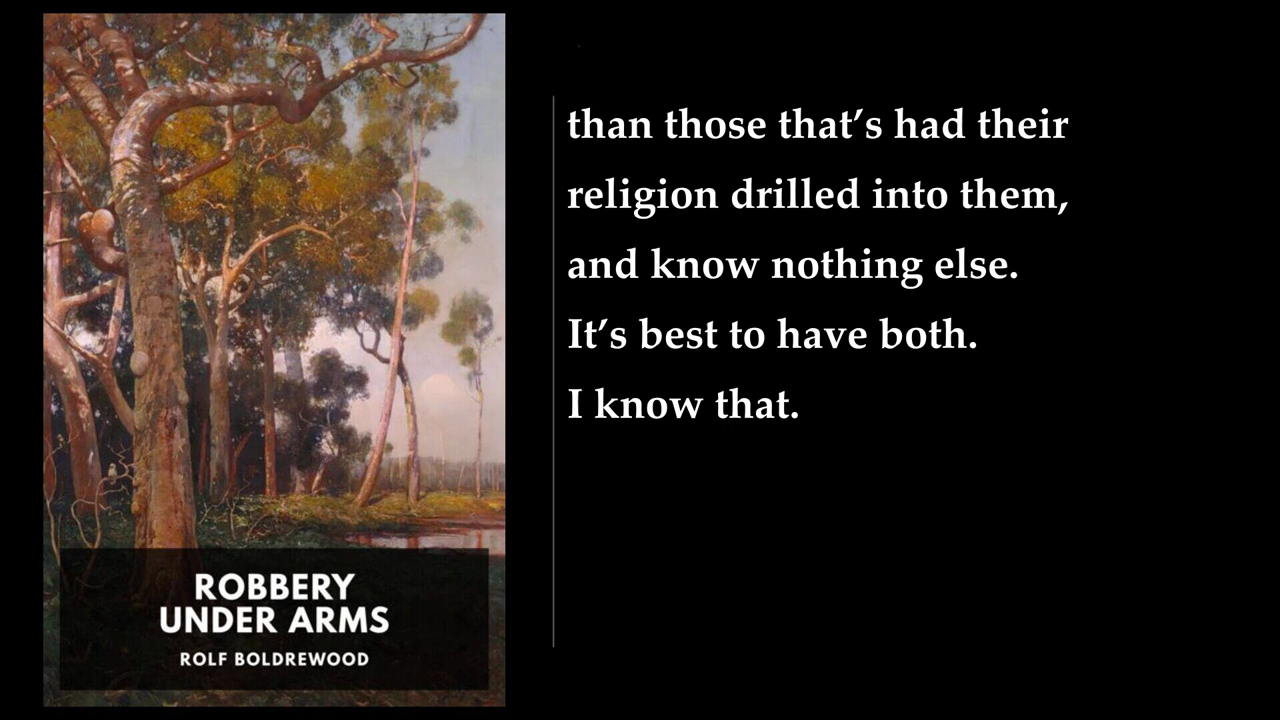 than those that’s had their
religion drilled into them,
and know nothing else.
It’s best to have both.
I know that.
ROBBERY
UNDER ARMS
ROLF BOLDREWOOD